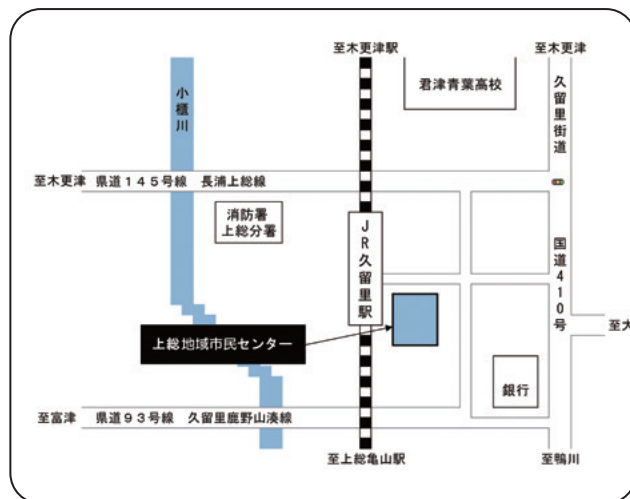 至木更津駅
至木更津
君津青葉高校
小櫃川
久留里街道
至木更津 県道145号線 長浦上総線
消防署
上総分署
JR久留里駅
国道410号
上総地域市民センター
銀行
至富津 県道93号線 久留里鹿野山湊線
至上総亀山駅
至鴨川